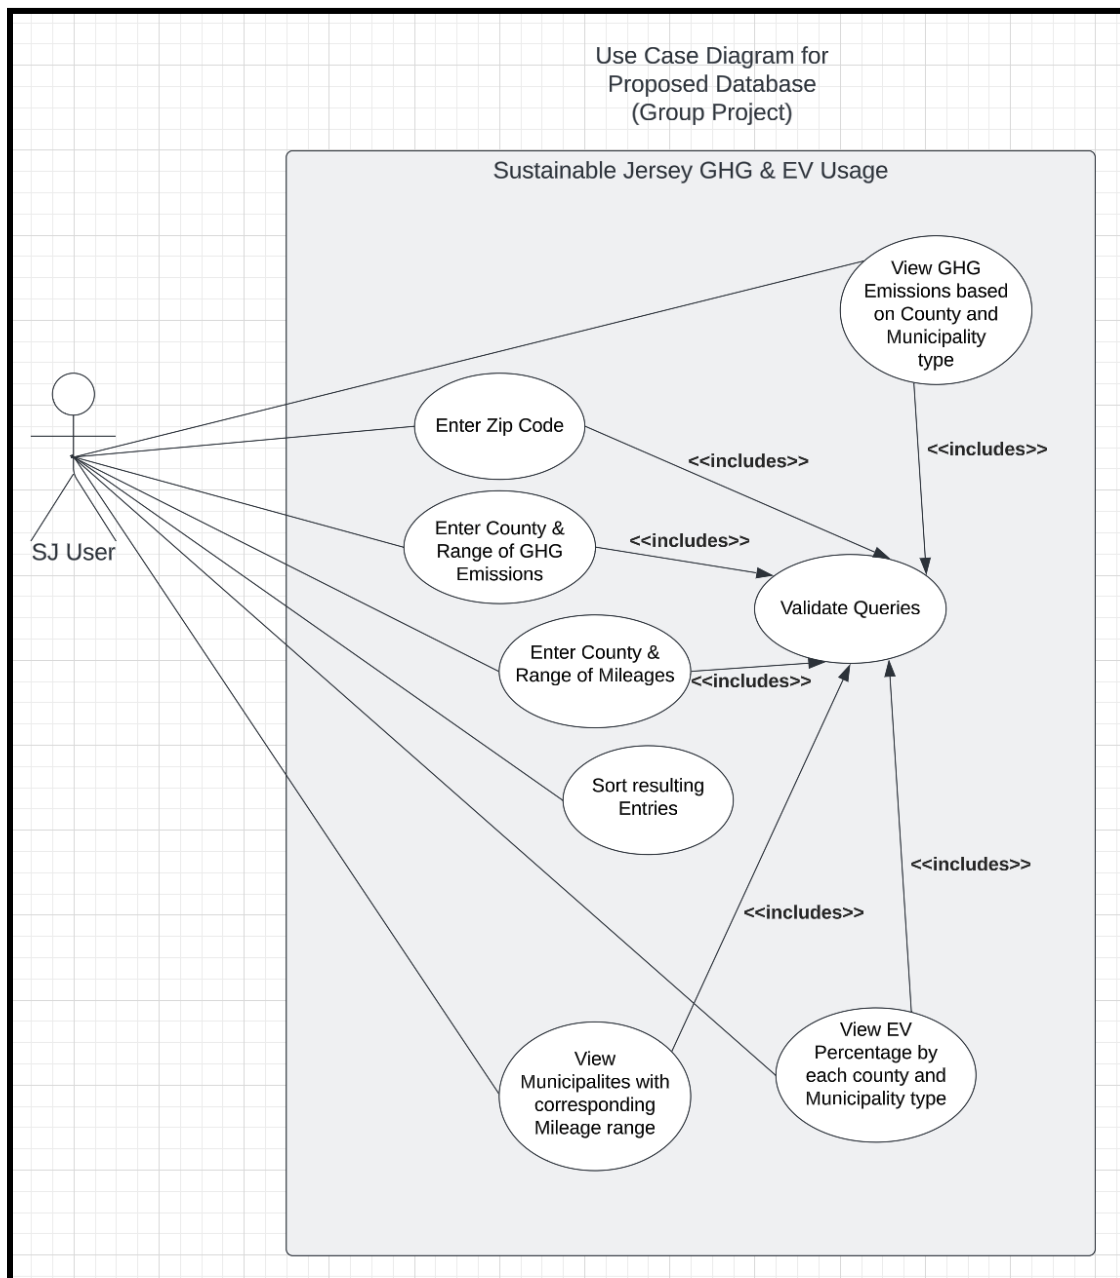 Use Case Diagram for
Proposed Database
(Group Project)
Sustainable Jersey GHG & EV Usage
View GHG
Emissions based
on County and
Municipality
type
Enter Zip Code
<<includes>>
<<includes>>
Enter County &
Range of GHG
Emissions
<<includes>>
SJ User
Validate Queries
Enter County &
Range of Mileages
<<includes>>
Sort resulting
Entries
<<includes>>
<<includes>>
View
Municipalites with
corresponding
Mileage range
View EV
Percentage by
each county and
Municipality type